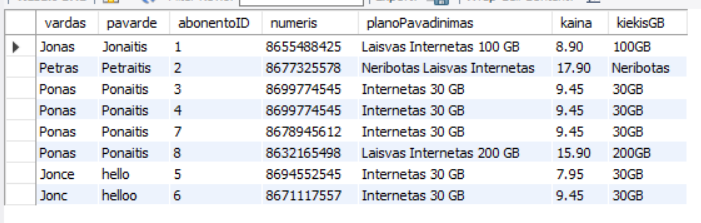 vardas pavarde abonentoID numeris planoPavadinimas kaina kiekisGB
Jonas Jonaitis 1 8655488425 Laisvas Internetas 100 GB 8.90 100GB
Petras Petraitis 2 8677325578 Neribotas Laisvas Internetas 17.90 Neribotas
Ponas Ponaitis 3 8699774545 Internetas 30 GB 9.45 30GB
Ponas Ponaitis 4 8699774545 Internetas 30 GB 9.45 30GB
Ponas Ponaitis 7 8678945612 Internetas 30 GB 9.45 30GB
Ponas Ponaitis 8 8632165498 Laisvas Internetas 200 GB 15.90 200GB
Jonce hello 5 8694552545 Internetas 30 GB 7.95 30GB
Jonc helloo 6 8671117557 Internetas 30 GB 9.45 30GB